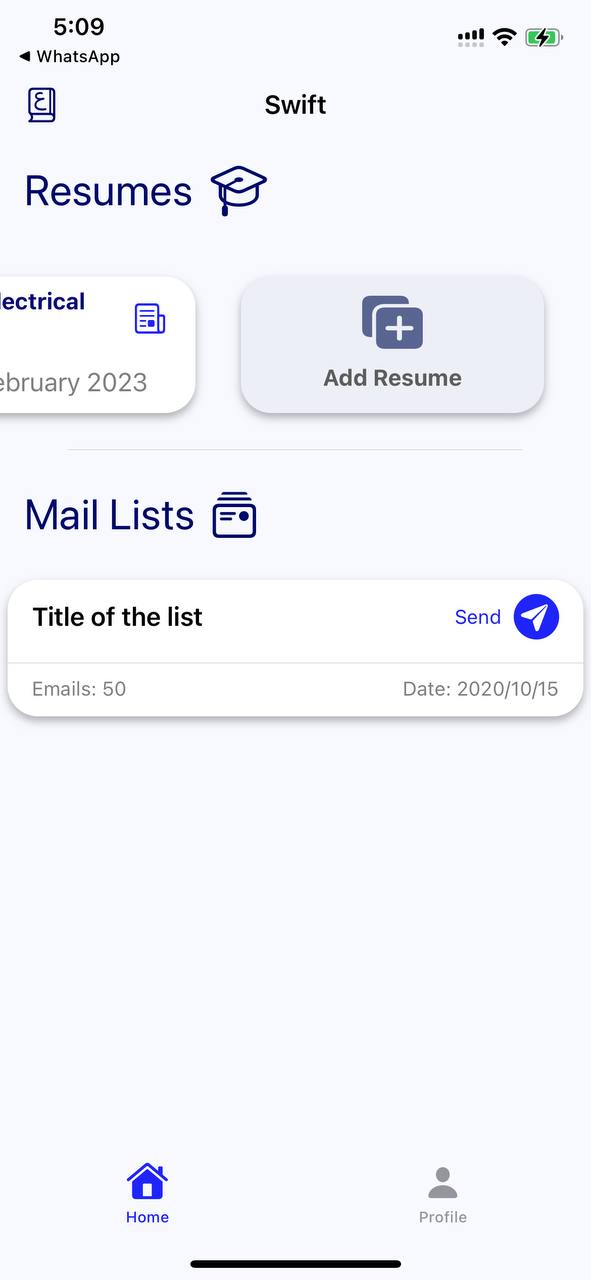 5:09
◀ WhatsApp
ع
Swift
Resumes
lectrical
ebruary 2023
Add Resume
Mail Lists
Title of the list
Send
Emails: 50
Date: 2020/10/15
Home
Profile